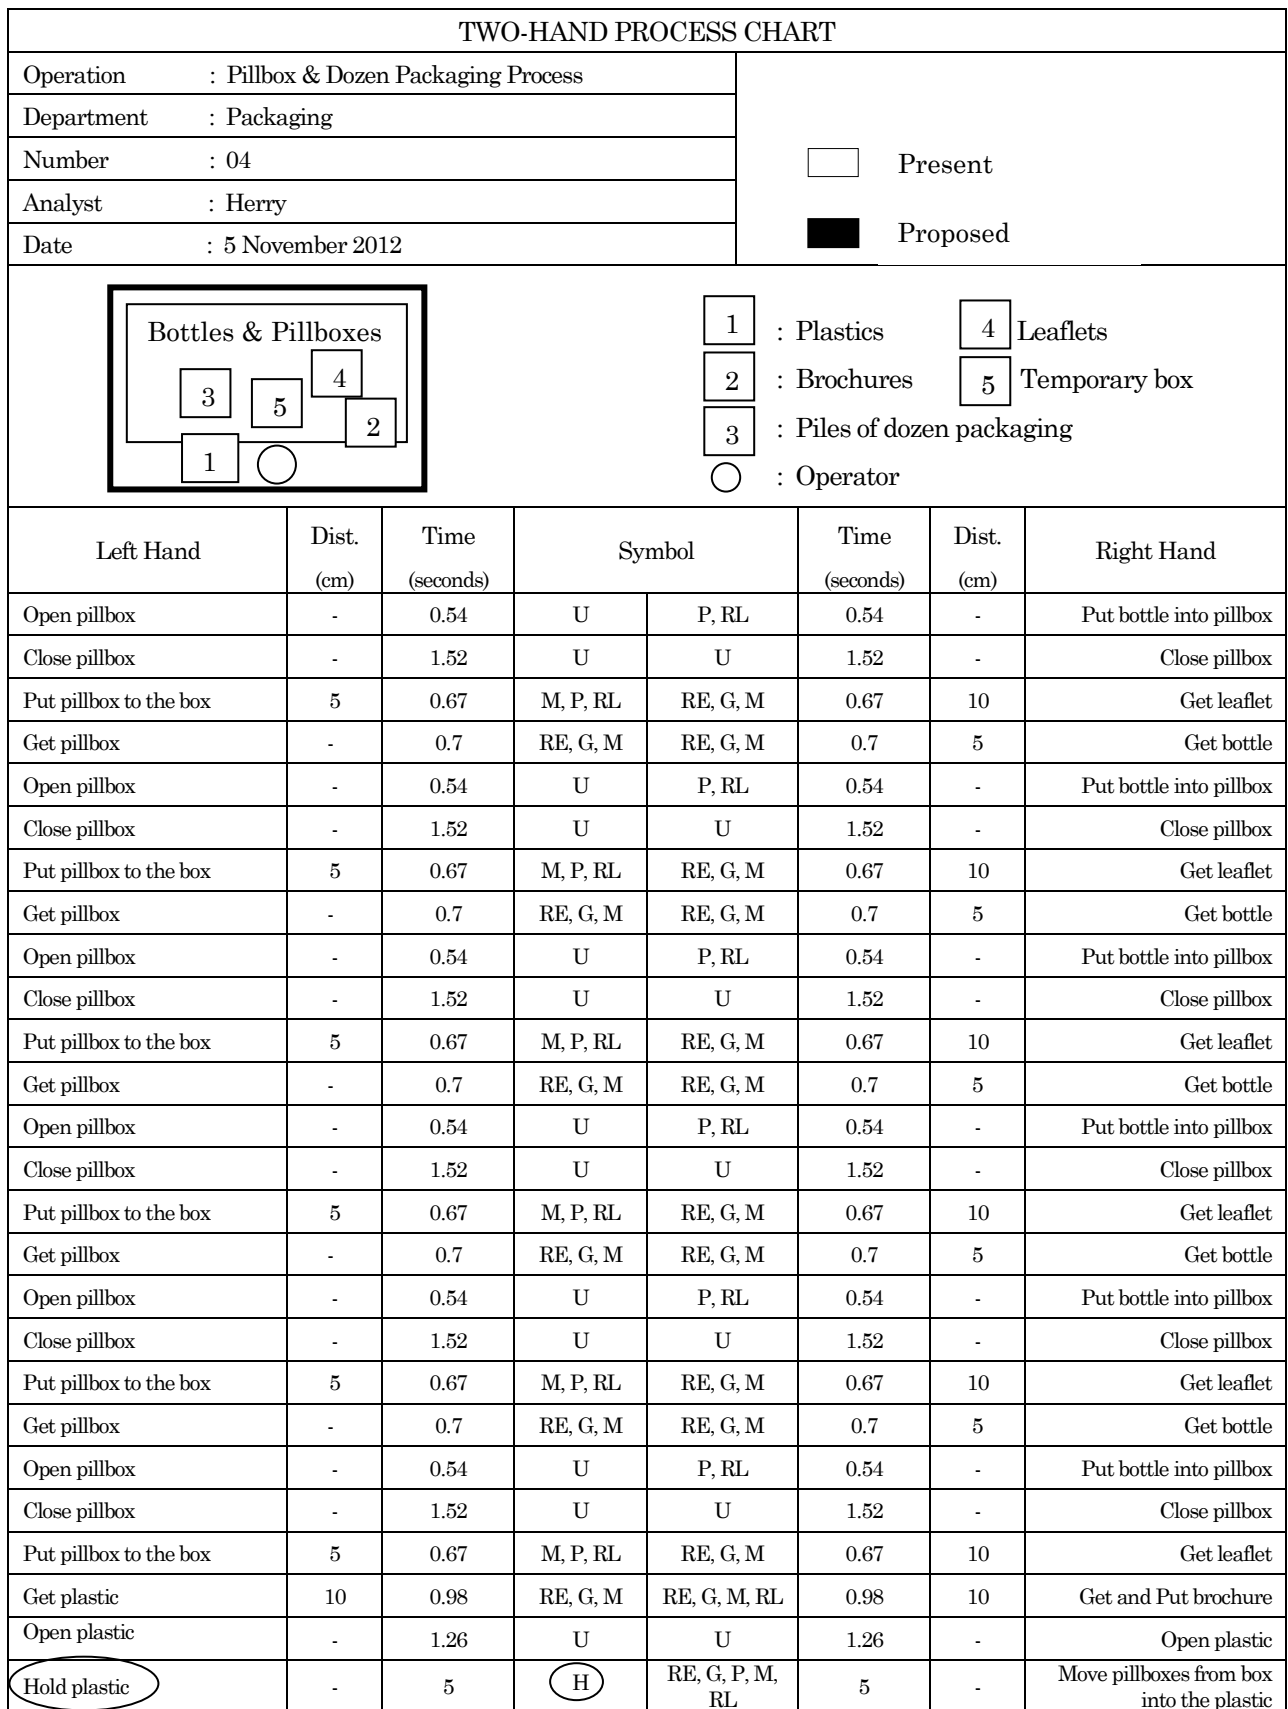 TWO-HAND PROCESS CHART
Operation : Pillbox & Dozen Packaging Process
Department : Packaging
Number : 04
Analyst : Herry
Date : 5 November 2012
Present
Proposed
Bottles & Pillboxes
3 5 4 2 1
1 : Plastics 4 Leaflets
2 : Brochures 5 Temporary box
3 : Piles of dozen packaging
: Operator
Left Hand Dist. (cm) Time (seconds) Symbol Time (seconds) Dist. (cm) Right Hand
Open pillbox - 0.54 U P, RL 0.54 - Put bottle into pillbox
Close pillbox - 1.52 U U 1.52 - Close pillbox
Put pillbox to the box 5 0.67 M, P, RL RE, G, M 0.67 10 Get leaflet
Get pillbox - 0.7 RE, G, M RE, G, M 0.7 5 Get bottle
Open pillbox - 0.54 U P, RL 0.54 - Put bottle into pillbox
Close pillbox - 1.52 U U 1.52 - Close pillbox
Put pillbox to the box 5 0.67 M, P, RL RE, G, M 0.67 10 Get leaflet
Get pillbox - 0.7 RE, G, M RE, G, M 0.7 5 Get bottle
Open pillbox - 0.54 U P, RL 0.54 - Put bottle into pillbox
Close pillbox - 1.52 U U 1.52 - Close pillbox
Put pillbox to the box 5 0.67 M, P, RL RE, G, M 0.67 10 Get leaflet
Get pillbox - 0.7 RE, G, M RE, G, M 0.7 5 Get bottle
Open pillbox - 0.54 U P, RL 0.54 - Put bottle into pillbox
Close pillbox - 1.52 U U 1.52 - Close pillbox
Put pillbox to the box 5 0.67 M, P, RL RE, G, M 0.67 10 Get leaflet
Get pillbox - 0.7 RE, G, M RE, G, M 0.7 5 Get bottle
Open pillbox - 0.54 U P, RL 0.54 - Put bottle into pillbox
Close pillbox - 1.52 U U 1.52 - Close pillbox
Put pillbox to the box 5 0.67 M, P, RL RE, G, M 0.67 10 Get leaflet
Get pillbox - 0.7 RE, G, M RE, G, M 0.7 5 Get bottle
Open pillbox - 0.54 U P, RL 0.54 - Put bottle into pillbox
Close pillbox - 1.52 U U 1.52 - Close pillbox
Put pillbox to the box 5 0.67 M, P, RL RE, G, M 0.67 10 Get leaflet
Get plastic 10 0.98 RE, G, M RE, G, M, RL 0.98 10 Get and Put brochure
Open plastic - 1.26 U U 1.26 - Open plastic
Hold plastic - 5 H RE, G, P, M, RL 5 - Move pillboxes from box into the plastic